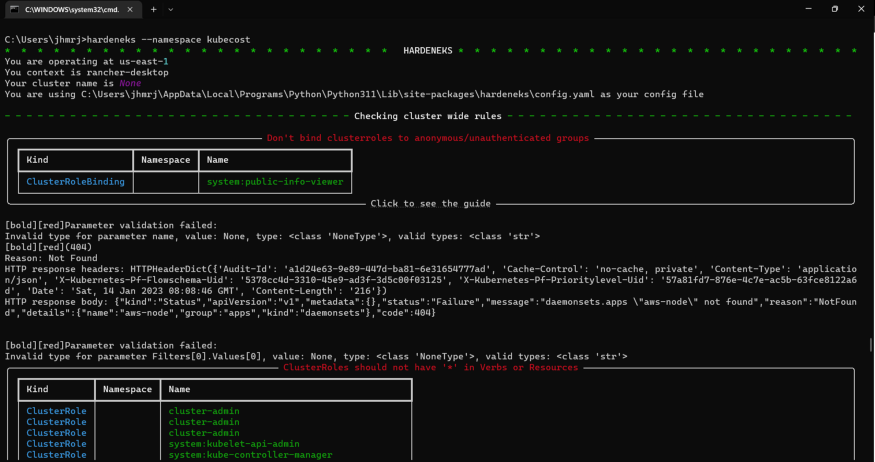 C:\WINDOWS\system32\cmd.
C:\Users\jhmrj>hardeneks --namespace kubecost
* * * * * * * * * * * * * * * * * * * * * * HARDENEKS * * * * * * * * * * * * * * * * * * * * * * *
You are operating at us-east-1
You context is rancher-desktop
Your cluster name is None
You are using C:\Users\jhmrj\AppData\Local\Programs\Python\Python311\Lib\site-packages\hardeneks\config.yaml as your config file
- - - - - - - - - - - - - - - - - - - - - - - - - - Checking cluster wide rules - - - - - - - - - - - - - - - - - - - - - - - - - -
Don't bind clusterroles to anonymous/unauthenticated groups
Kind Namespace Name
ClusterRoleBinding system:public-info-viewer
Click to see the guide
[bold][red]Parameter validation failed:
Invalid type for parameter name, value: None, type: <class 'NoneType'>, valid types: <class 'str'>
[bold][red](404)
Reason: Not Found
HTTP response headers: HTTPHeaderDict({'Audit-Id': 'a1d24e63-9e89-447d-ba81-6e31654777ad', 'Cache-Control': 'no-cache, private', 'Content-Type': 'applicatio
n/json', 'X-Kubernetes-Pf-Flowschema-Uid': '5378cc4d-3310-45e9-ad3f-3d5c00f03125', 'X-Kubernetes-Pf-Prioritylevel-Uid': '57a81fd7-876e-4c7e-ac5b-63fce8122a6
d', 'Date': 'Sat, 14 Jan 2023 08:08:46 GMT', 'Content-Length': '216'})
HTTP response body: {"kind":"Status","apiVersion":"v1","metadata":{},"status":"Failure","message":"daemonsets.apps \"aws-node\" not found","reason":"NotFoun
d","details":{"name":"aws-node","group":"apps","kind":"daemonsets"},"code":404}
[bold][red]Parameter validation failed:
Invalid type for parameter Filters[0].Values[0], value: None, type: <class 'NoneType'>, valid types: <class 'str'>
ClusterRoles should not have '*' in Verbs or Resources
Kind Namespace Name
ClusterRole cluster-admin
ClusterRole cluster-admin
ClusterRole cluster-admin
ClusterRole system:kubelet-api-admin
ClusterRole system:kube-controller-manager